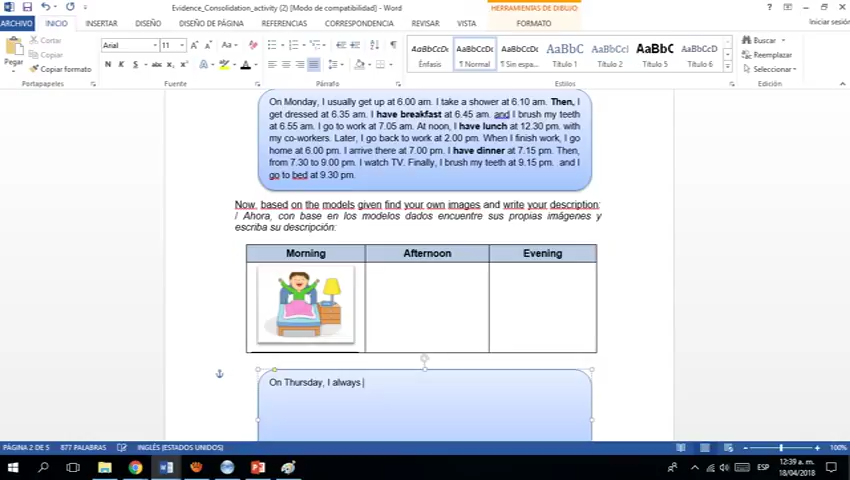 Evidence_Consolidation_activity (2) [Modo de compatibilidad] - Word
HERRAMIENTAS DE DIBUJO
Iniciar sesión
ARCHIVO INICIO INSERTAR DISEÑO DISEÑO DE PÁGINA REFERENCIAS CORRESPONDENCIA REVISAR VISTA FORMATO
Pegar
Cortar
Copiar
Copiar formato
Arial 11
N K S abc x₂ x²
AaBbCcDc Énfasis
AaBbCcDc ¶ Normal
AaBbCcDc ¶ Sin espa...
AaBbC Título 1
AaBbCc Título 2
AaBbCc Título 5
AaBbCcD Título 6
Buscar
Reemplazar
Seleccionar
Portapapeles Fuente Párrafo Estilos Edición
On Monday, I usually get up at 6.00 am. I take a shower at 6.10 am. Then, I
get dressed at 6.35 am. I have breakfast at 6.45 am. and I brush my teeth
at 6.55 am. I go to work at 7.05 am. At noon, I have lunch at 12.30 pm. with
my co-workers. Later, I go back to work at 2.00 pm. When I finish work, I go
home at 6.00 pm. I arrive there at 7.00 pm. I have dinner at 7.15 pm. Then,
from 7.30 to 9.00 pm. I watch TV. Finally, I brush my teeth at 9.15 pm. and I
go to bed at 9.30 pm.
Now, based on the models given find your own images and write your description:
/ Ahora, con base en los modelos dados encuentre sus propias imágenes y
escriba su descripción:
Morning Afternoon Evening
On Thursday, I always
PÁGINA 2 DE 5 877 PALABRAS INGLÉS (ESTADOS UNIDOS) 100%
ESP 12:39 a. m.
18/04/2018